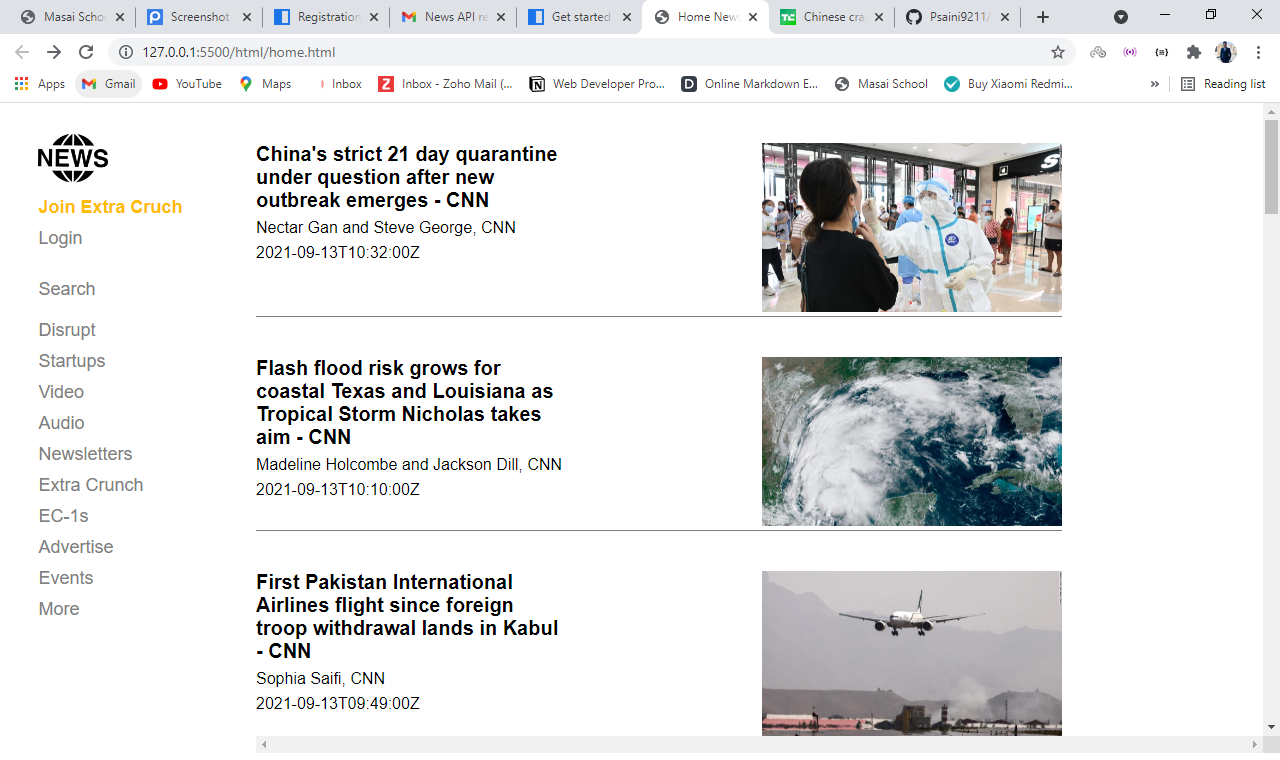 Masai Scho
Screenshot
Registration
News API re
Get started
Home News
Chinese cra
Psaini9211/
127.0.0.1:5500/html/home.html
Apps
Gmail
YouTube
Maps
Inbox
Inbox - Zoho Mail (...
Web Developer Pro...
Online Markdown E...
Masai School
Buy Xiaomi Redmi...
»
Reading list
NEWS
Join Extra Cruch
Login
Search
Disrupt
Startups
Video
Audio
Newsletters
Extra Crunch
EC-1s
Advertise
Events
More
China's strict 21 day quarantine
under question after new
outbreak emerges - CNN
Nectar Gan and Steve George, CNN
2021-09-13T10:32:00Z
Flash flood risk grows for
coastal Texas and Louisiana as
Tropical Storm Nicholas takes
aim - CNN
Madeline Holcombe and Jackson Dill, CNN
2021-09-13T10:10:00Z
First Pakistan International
Airlines flight since foreign
troop withdrawal lands in Kabul
- CNN
Sophia Saifi, CNN
2021-09-13T09:49:00Z